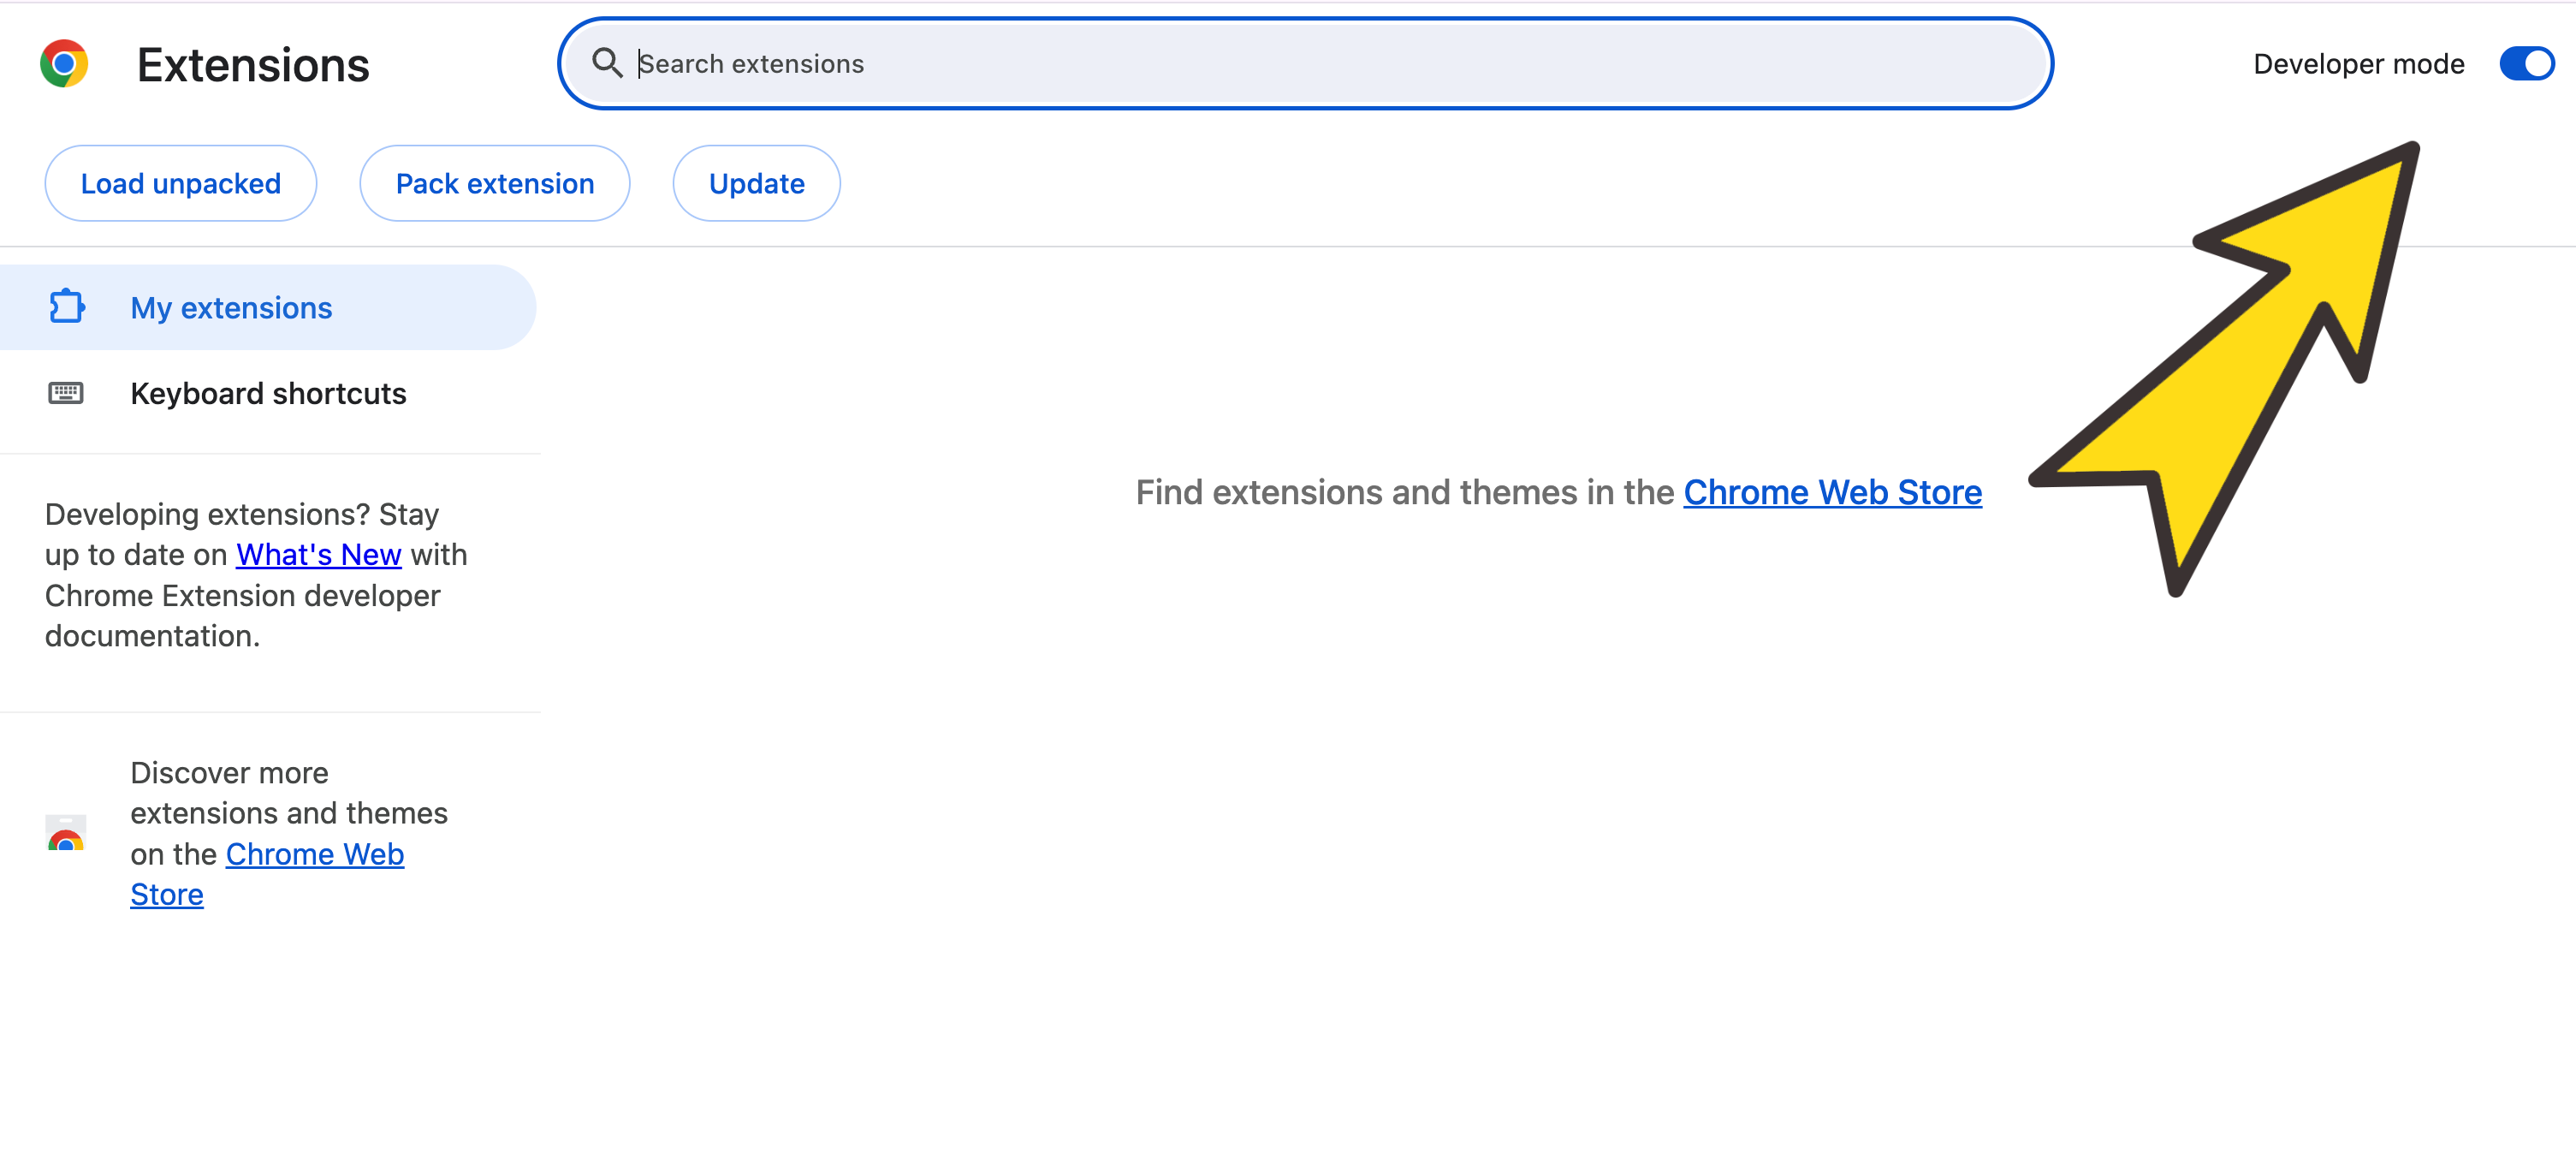 Extensions
Search extensions
Developer mode
Load unpacked
Pack extension
Update
My extensions
Keyboard shortcuts
Developing extensions? Stay
up to date on What's New with
Chrome Extension developer
documentation.
Discover more
extensions and themes
on the Chrome Web
Store
Find extensions and themes in the Chrome Web Store